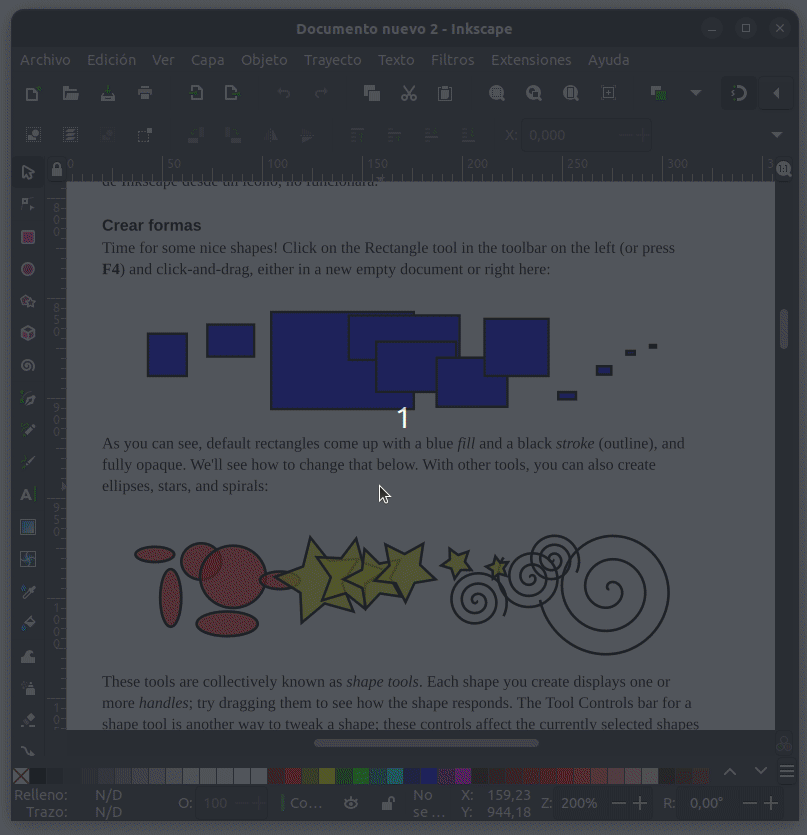 Documento nuevo 2 - Inkscape
Archivo Edición Ver Capa Objeto Trayecto Texto Filtros Extensiones Ayuda
X: 0,000
0 50 100 150 200 250 300 3
de Inkscape desde un icono, no funcionará.
Crear formas
Time for some nice shapes! Click on the Rectangle tool in the toolbar on the left (or press
F4) and click-and-drag, either in a new empty document or right here:
1
As you can see, default rectangles come up with a blue fill and a black stroke (outline), and
fully opaque. We'll see how to change that below. With other tools, you can also create
ellipses, stars, and spirals:
These tools are collectively known as shape tools. Each shape you create displays one or
more handles; try dragging them to see how the shape responds. The Tool Controls bar for a
shape tool is another way to tweak a shape; these controls affect the currently selected shapes
Relleno: N/D O: 100 Co... No X: 159,23 Z: 200% R: 0,00°
Trazo: N/D se ... Y: 944,18